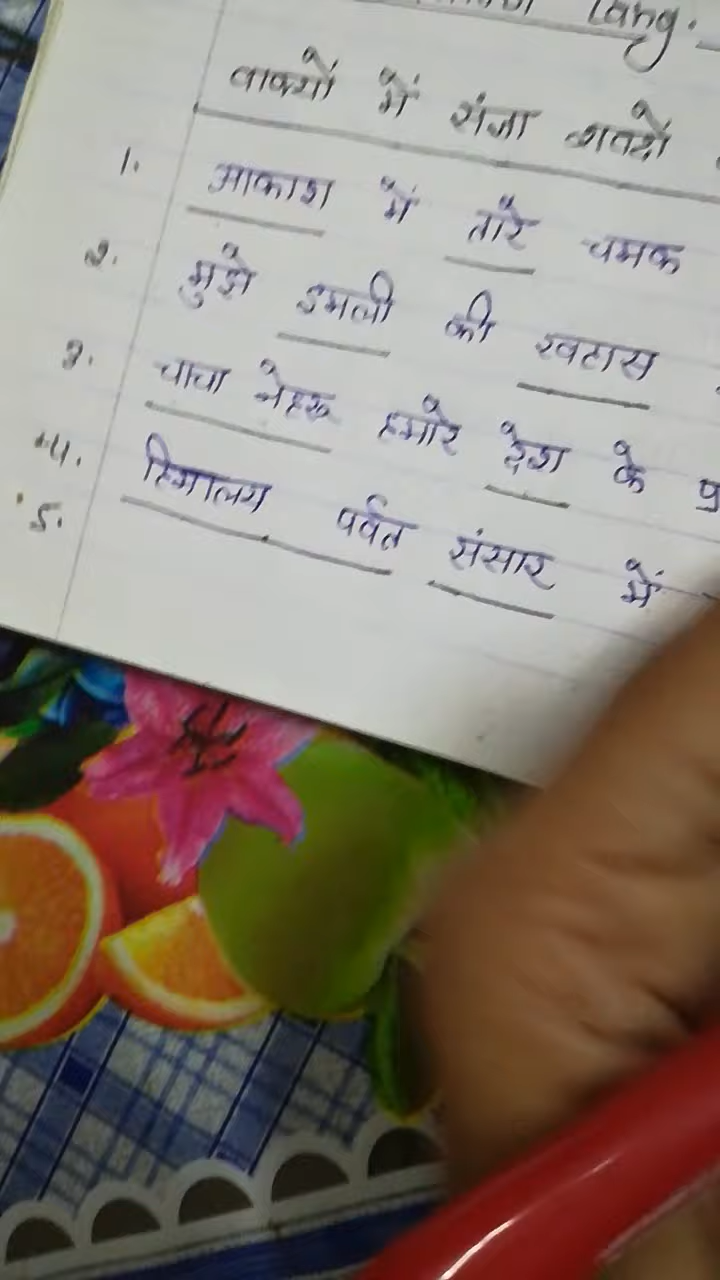 Lang.
वाक्यों में संज्ञा शब्दों
1. आकाश में तारे चमक
2. मुझे इमली की खटास
3. चाचा नेहरू हमारे देश के प्र
4. हिमालय पर्वत संसार में
5.